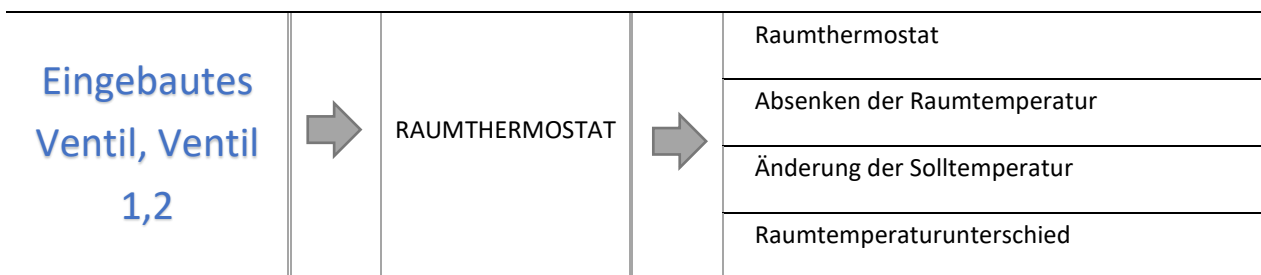 Eingebautes
Ventil, Ventil
1,2
RAUMTHERMOSTAT
Raumthermostat
Absenken der Raumtemperatur
Änderung der Solltemperatur
Raumtemperaturunterschied